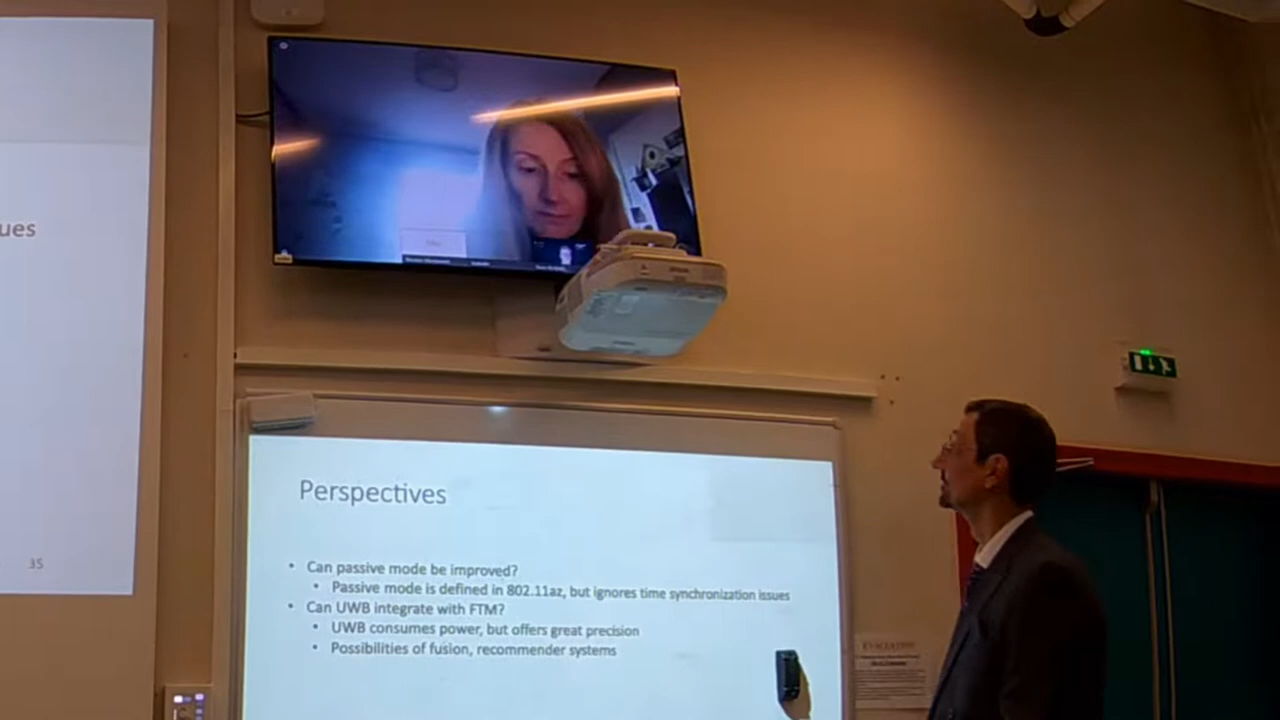 ues
35
Perspectives
• Can passive mode be improved?
• Passive mode is defined in 802.11az, but ignores time synchronization issues
• Can UWB integrate with FTM?
• UWB consumes power, but offers great precision
• Possibilities of fusion, recommender systems
EVACUATION